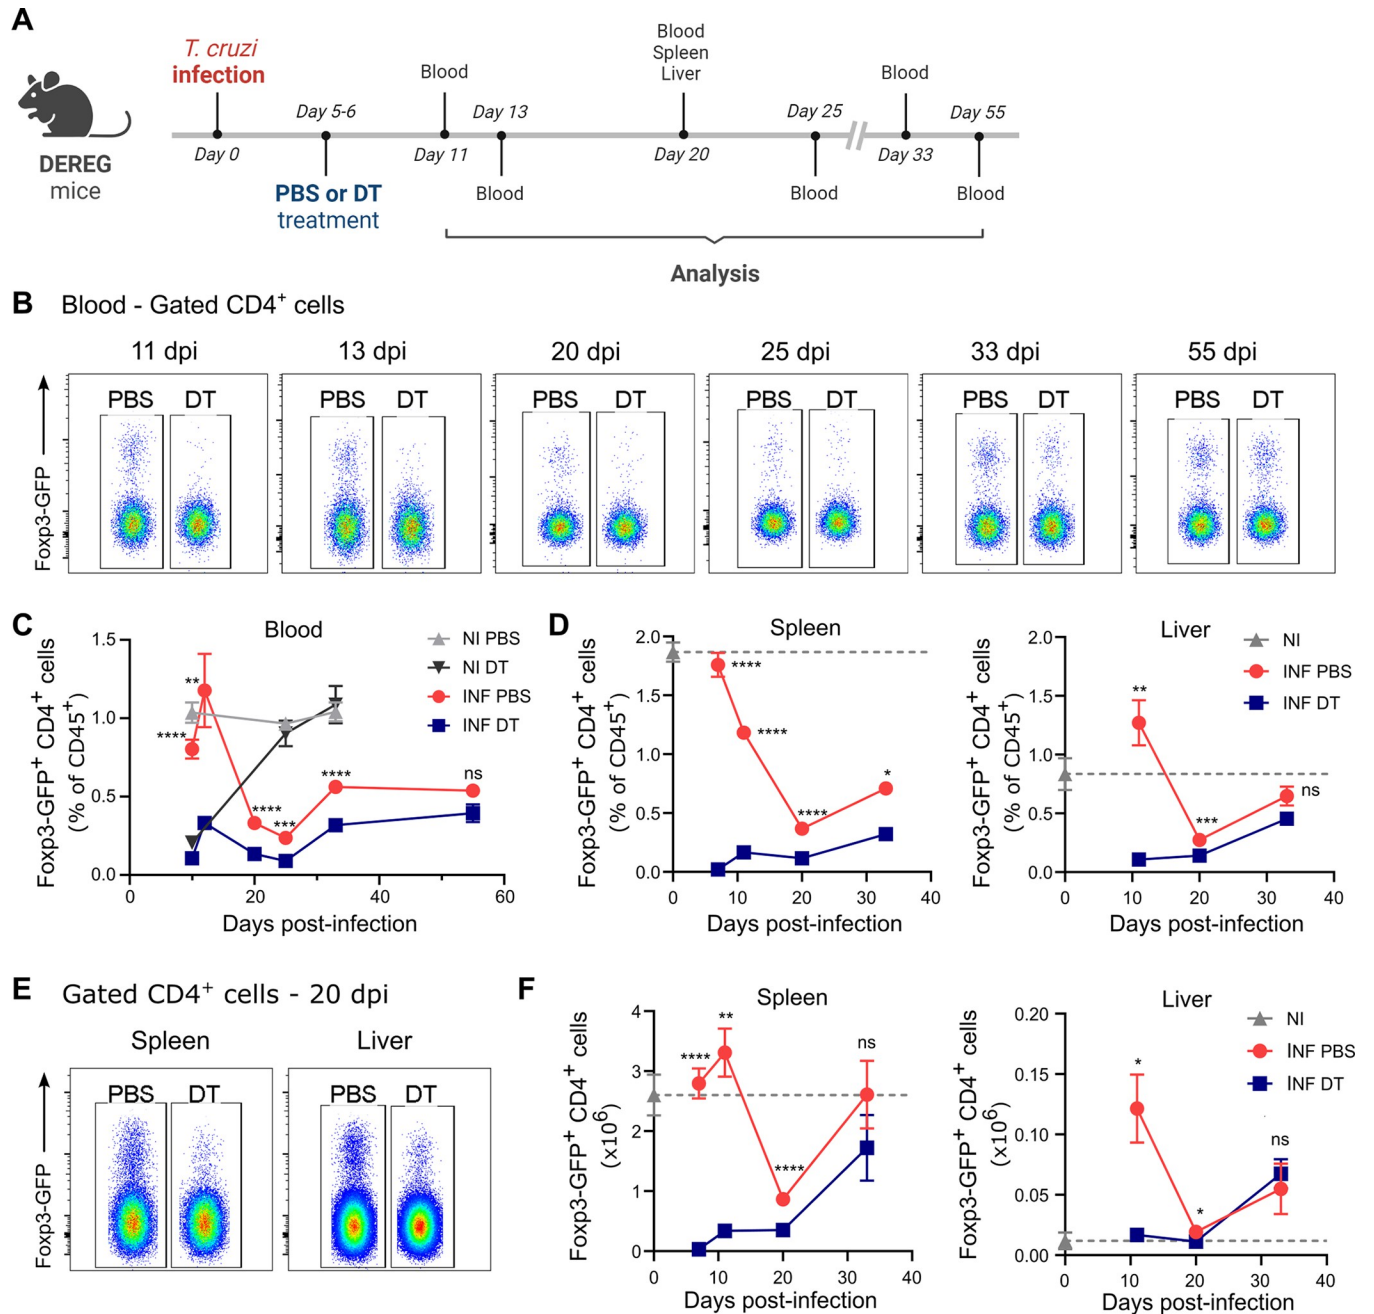 A
T. cruzi
infection
Blood
Blood
Spleen
Liver
Blood
Day 5-6
Day 13
Day 25
Day 55
Day 0
Day 11
Day 20
Day 33
DEREG
mice
PBS or DT
treatment
Blood
Blood
Blood
Analysis
B Blood - Gated CD4+ cells
11 dpi 13 dpi 20 dpi 25 dpi 33 dpi 55 dpi
Foxp3-GFP
PBS DT PBS DT PBS DT PBS DT PBS DT PBS DT
C
Blood
Foxp3-GFP+ CD4+ cells
(% of CD45+)
1.5
1.0
0.5
0.0
0 20 40 60
Days post-infection
** **** **** *** **** ns
NI PBS
NI DT
INF PBS
INF DT
D
Spleen
Foxp3-GFP+ CD4+ cells
(% of CD45+)
2.0
1.5
1.0
0.5
0.0
0 10 20 30 40
Days post-infection
**** **** **** *
Liver
Foxp3-GFP+ CD4+ cells
(% of CD45+)
2.0
1.5
1.0
0.5
0.0
0 10 20 30 40
Days post-infection
** *** ns
NI
INF PBS
INF DT
E Gated CD4+ cells - 20 dpi
Spleen Liver
Foxp3-GFP
PBS DT PBS DT
F
Spleen
Foxp3-GFP+ CD4+ cells
(x10^6)
4
3
2
1
0
0 10 20 30 40
Days post-infection
**** ** **** ns
Liver
Foxp3-GFP+ CD4+ cells
(x10^6)
0.20
0.15
0.10
0.05
0.00
0 10 20 30 40
Days post-infection
* * ns
NI
INF PBS
INF DT